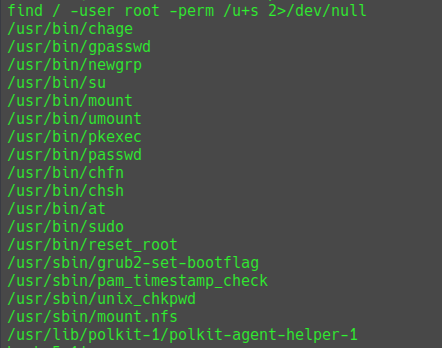 find / -user root -perm /u+s 2>/dev/null
/usr/bin/chage
/usr/bin/gpasswd
/usr/bin/newgrp
/usr/bin/su
/usr/bin/mount
/usr/bin/umount
/usr/bin/pkexec
/usr/bin/passwd
/usr/bin/chfn
/usr/bin/chsh
/usr/bin/at
/usr/bin/sudo
/usr/bin/reset_root
/usr/sbin/grub2-set-bootflag
/usr/sbin/pam_timestamp_check
/usr/sbin/unix_chkpwd
/usr/sbin/mount.nfs
/usr/lib/polkit-1/polkit-agent-helper-1